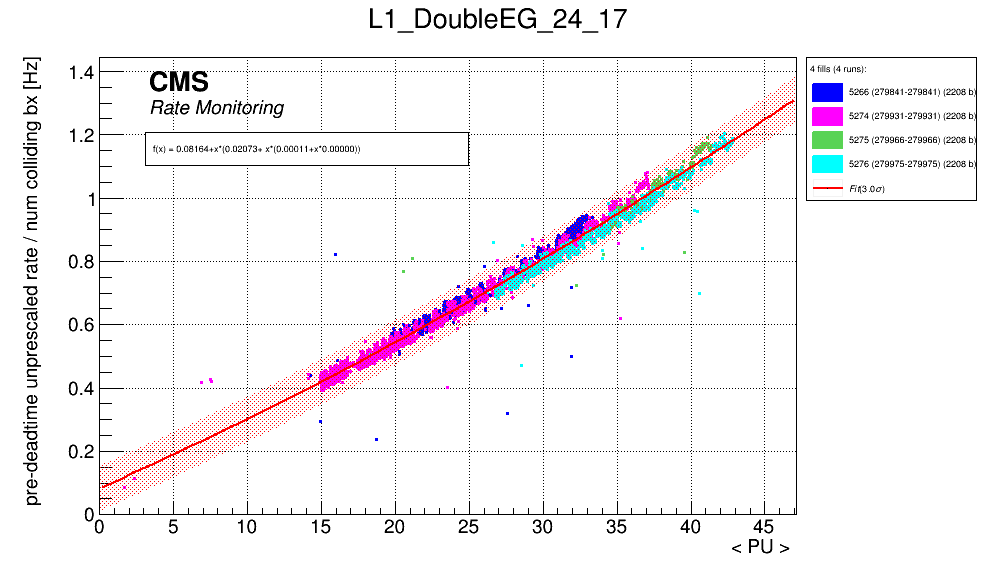 L1_DoubleEG_24_17
pre-deadtime unprescaled rate / num colliding bx [Hz]
CMS
Rate Monitoring
f(x) = 0.08164+x*(0.02073+ x*(0.00011+x*0.00000))
1.4
1.2
1
0.8
0.6
0.4
0.2
0
0 5 10 15 20 25 30 35 40 45
< PU >
4 fills (4 runs):
5266 (279841-279841) (2208 b)
5274 (279931-279931) (2208 b)
5275 (279966-279966) (2208 b)
5276 (279975-279975) (2208 b)
Fit(3.0σ)